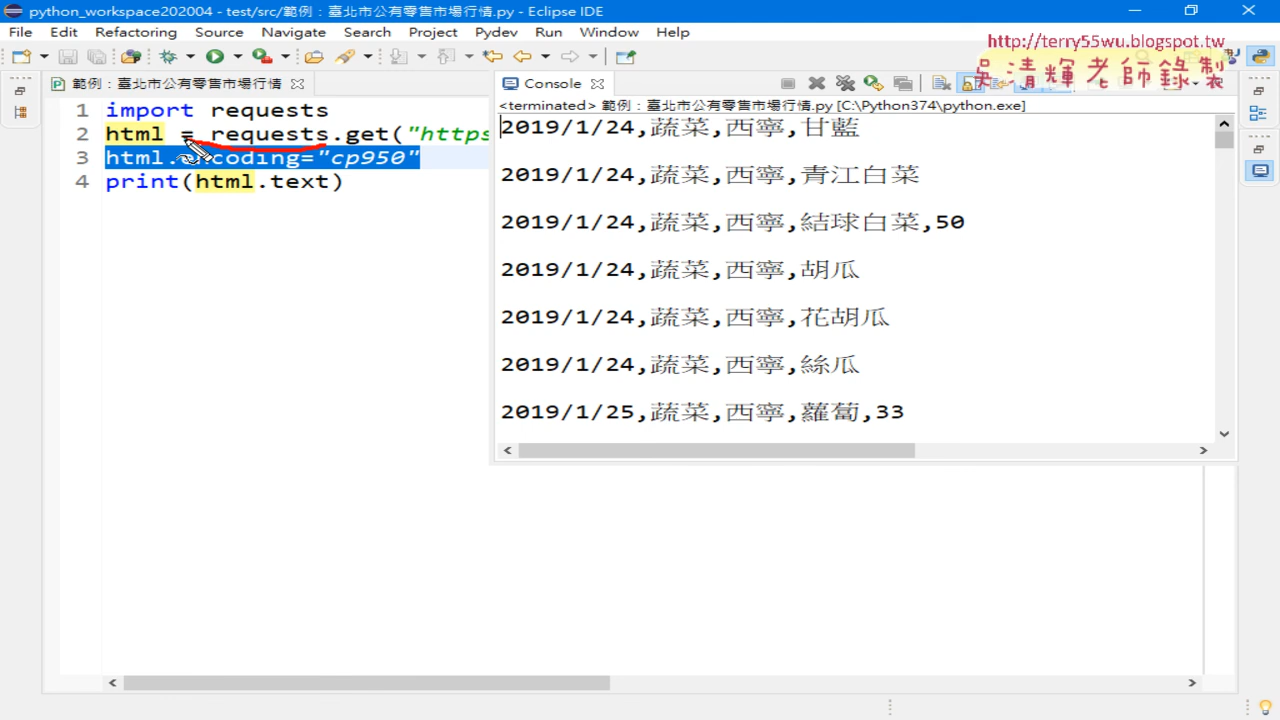 python_workspace202004 - test/src/範例：臺北市公有零售市場行情.py - Eclipse IDE
File Edit Refactoring Source Navigate Search Project Pydev Run Window Help
http://terry55wu.blogspot.tw
吳清輝老師錄製
範例：臺北市公有零售市場行情
Console
<terminated> 範例：臺北市公有零售市場行情.py [C:\Python374\python.exe]
1 import requests
2 html = requests.get("https
3 html.encoding="cp950"
4 print(html.text)
2019/1/24,蔬菜,西寧,甘藍
2019/1/24,蔬菜,西寧,青江白菜
2019/1/24,蔬菜,西寧,結球白菜,50
2019/1/24,蔬菜,西寧,胡瓜
2019/1/24,蔬菜,西寧,花胡瓜
2019/1/24,蔬菜,西寧,絲瓜
2019/1/25,蔬菜,西寧,蘿蔔,33